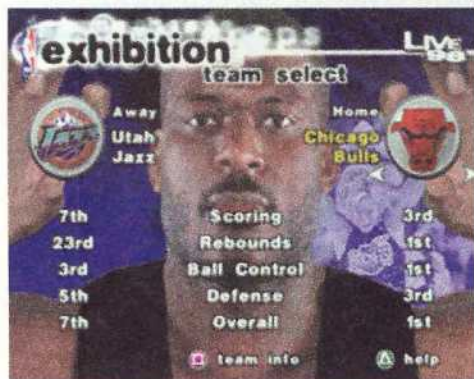 exhibition
LIVE 98
team select
Away
Home
Utah Jazz
Chicago Bulls
7th Scoring 3rd
23rd Rebounds 1st
3rd Ball Control 1st
5th Defense 3rd
7th Overall 1st
team info
help